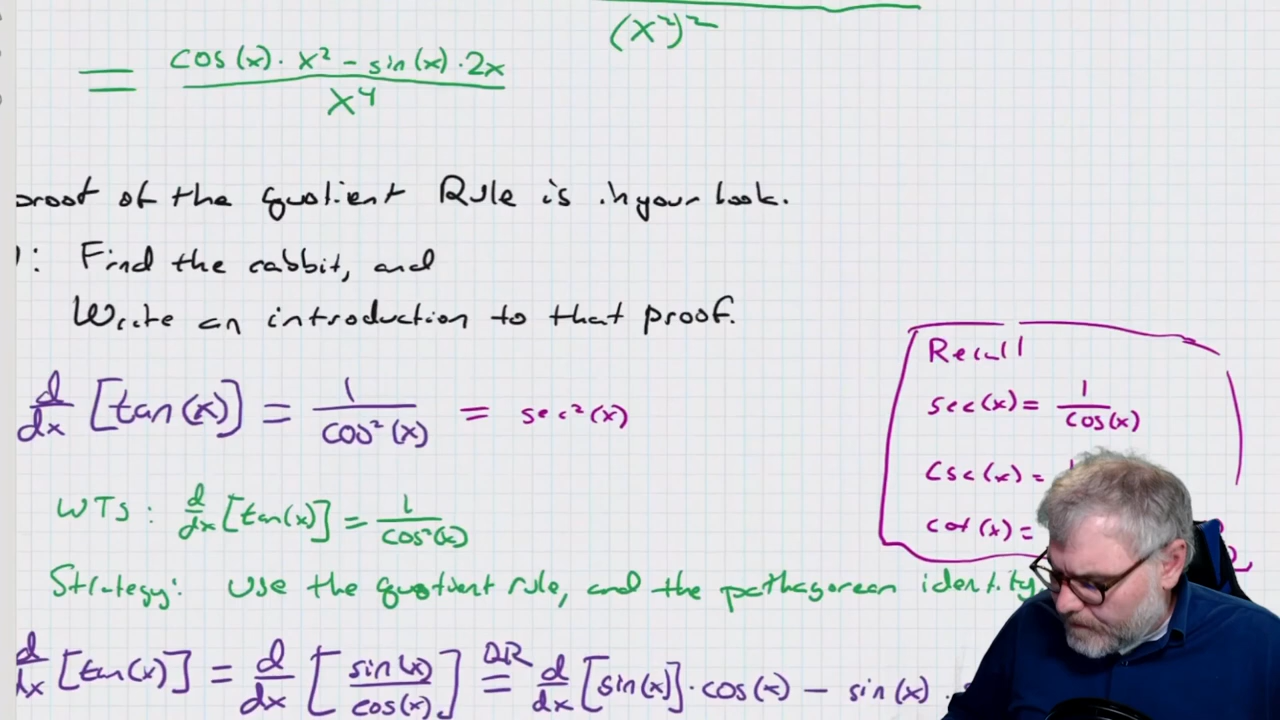 (x²)²
= cos(x)·x² - sin(x)·2x
x⁴
proof of the quotient Rule is in your book.
: Find the rabbit, and
Write an introduction to that proof.
Recall
d/dx [tan(x)] = 1/cos²(x) = sec²(x)
sec(x) = 1/cos(x)
csc(x) =
cot(x) =
WTS: d/dx [tan(x)] = 1/cos²(x)
Strategy: Use the quotient rule, and the pathagorean identity
d/dx [tan(x)] = d/dx [sin(x)/cos(x)] QR= d/dx [sin(x)]·cos(x) - sin(x)·